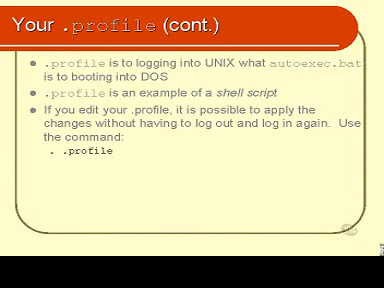 Your .profile (cont.)
.profile is to logging into UNIX what autoexec.bat
is to booting into DOS
.profile is an example of a shell script
If you edit your .profile, it is possible to apply the
changes without having to log out and log in again. Use
the command:
. .profile